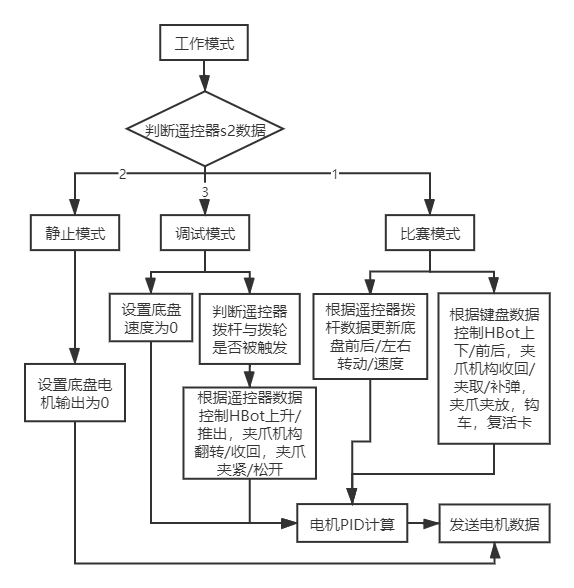 工作模式
判断遥控器s2数据
2
3
1
静止模式
调试模式
比赛模式
设置底盘
速度为0
判断遥控器
拨杆与拨轮
是否被触发
根据遥控器拨
杆数据更新底
盘前后/左右
转动/速度
根据键盘数据
控制HBot上
下/前后，夹
爪机构收回/
夹取/补弹，
夹爪夹放，钩
车，复活卡
设置底盘电
机输出为0
根据遥控器数据
控制HBot上升/
推出，夹爪机构
翻转/收回，夹爪
夹紧/松开
电机PID计算
发送电机数据